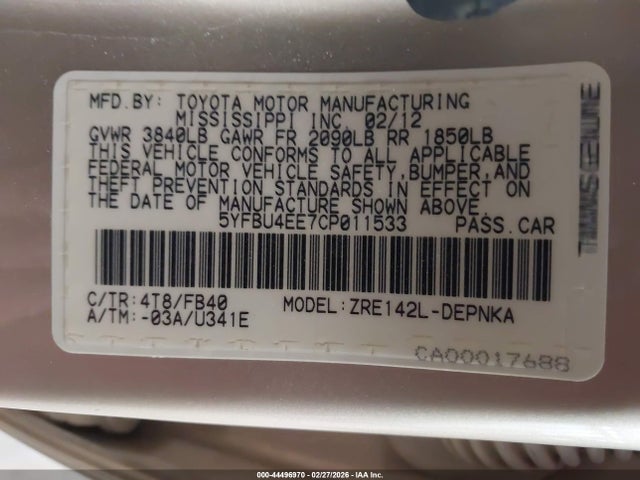 MFD.BY: TOYOTA MOTOR MANUFACTURING
MISSISSIPPI INC. 02/12
GVWR 3840LB GAWR FR 2090LB RR 1850LB
THIS VEHICLE CONFORMS TO ALL APPLICABLE
FEDERAL MOTOR VEHICLE SAFETY,BUMPER,AND
THEFT PREVENTION STANDARDS IN EFFECT ON
THE DATE OF MANUFACTURE SHOWN ABOVE.
5YFBU4EE7CP011533 PASS.CAR
C/TR:4T8/FB40 MODEL:ZRE142L-DEPNKA
A/TM:-03A/U341E
CA00017688
GENUINE
000-44496970 - 02/27/2026 - IAA Inc.